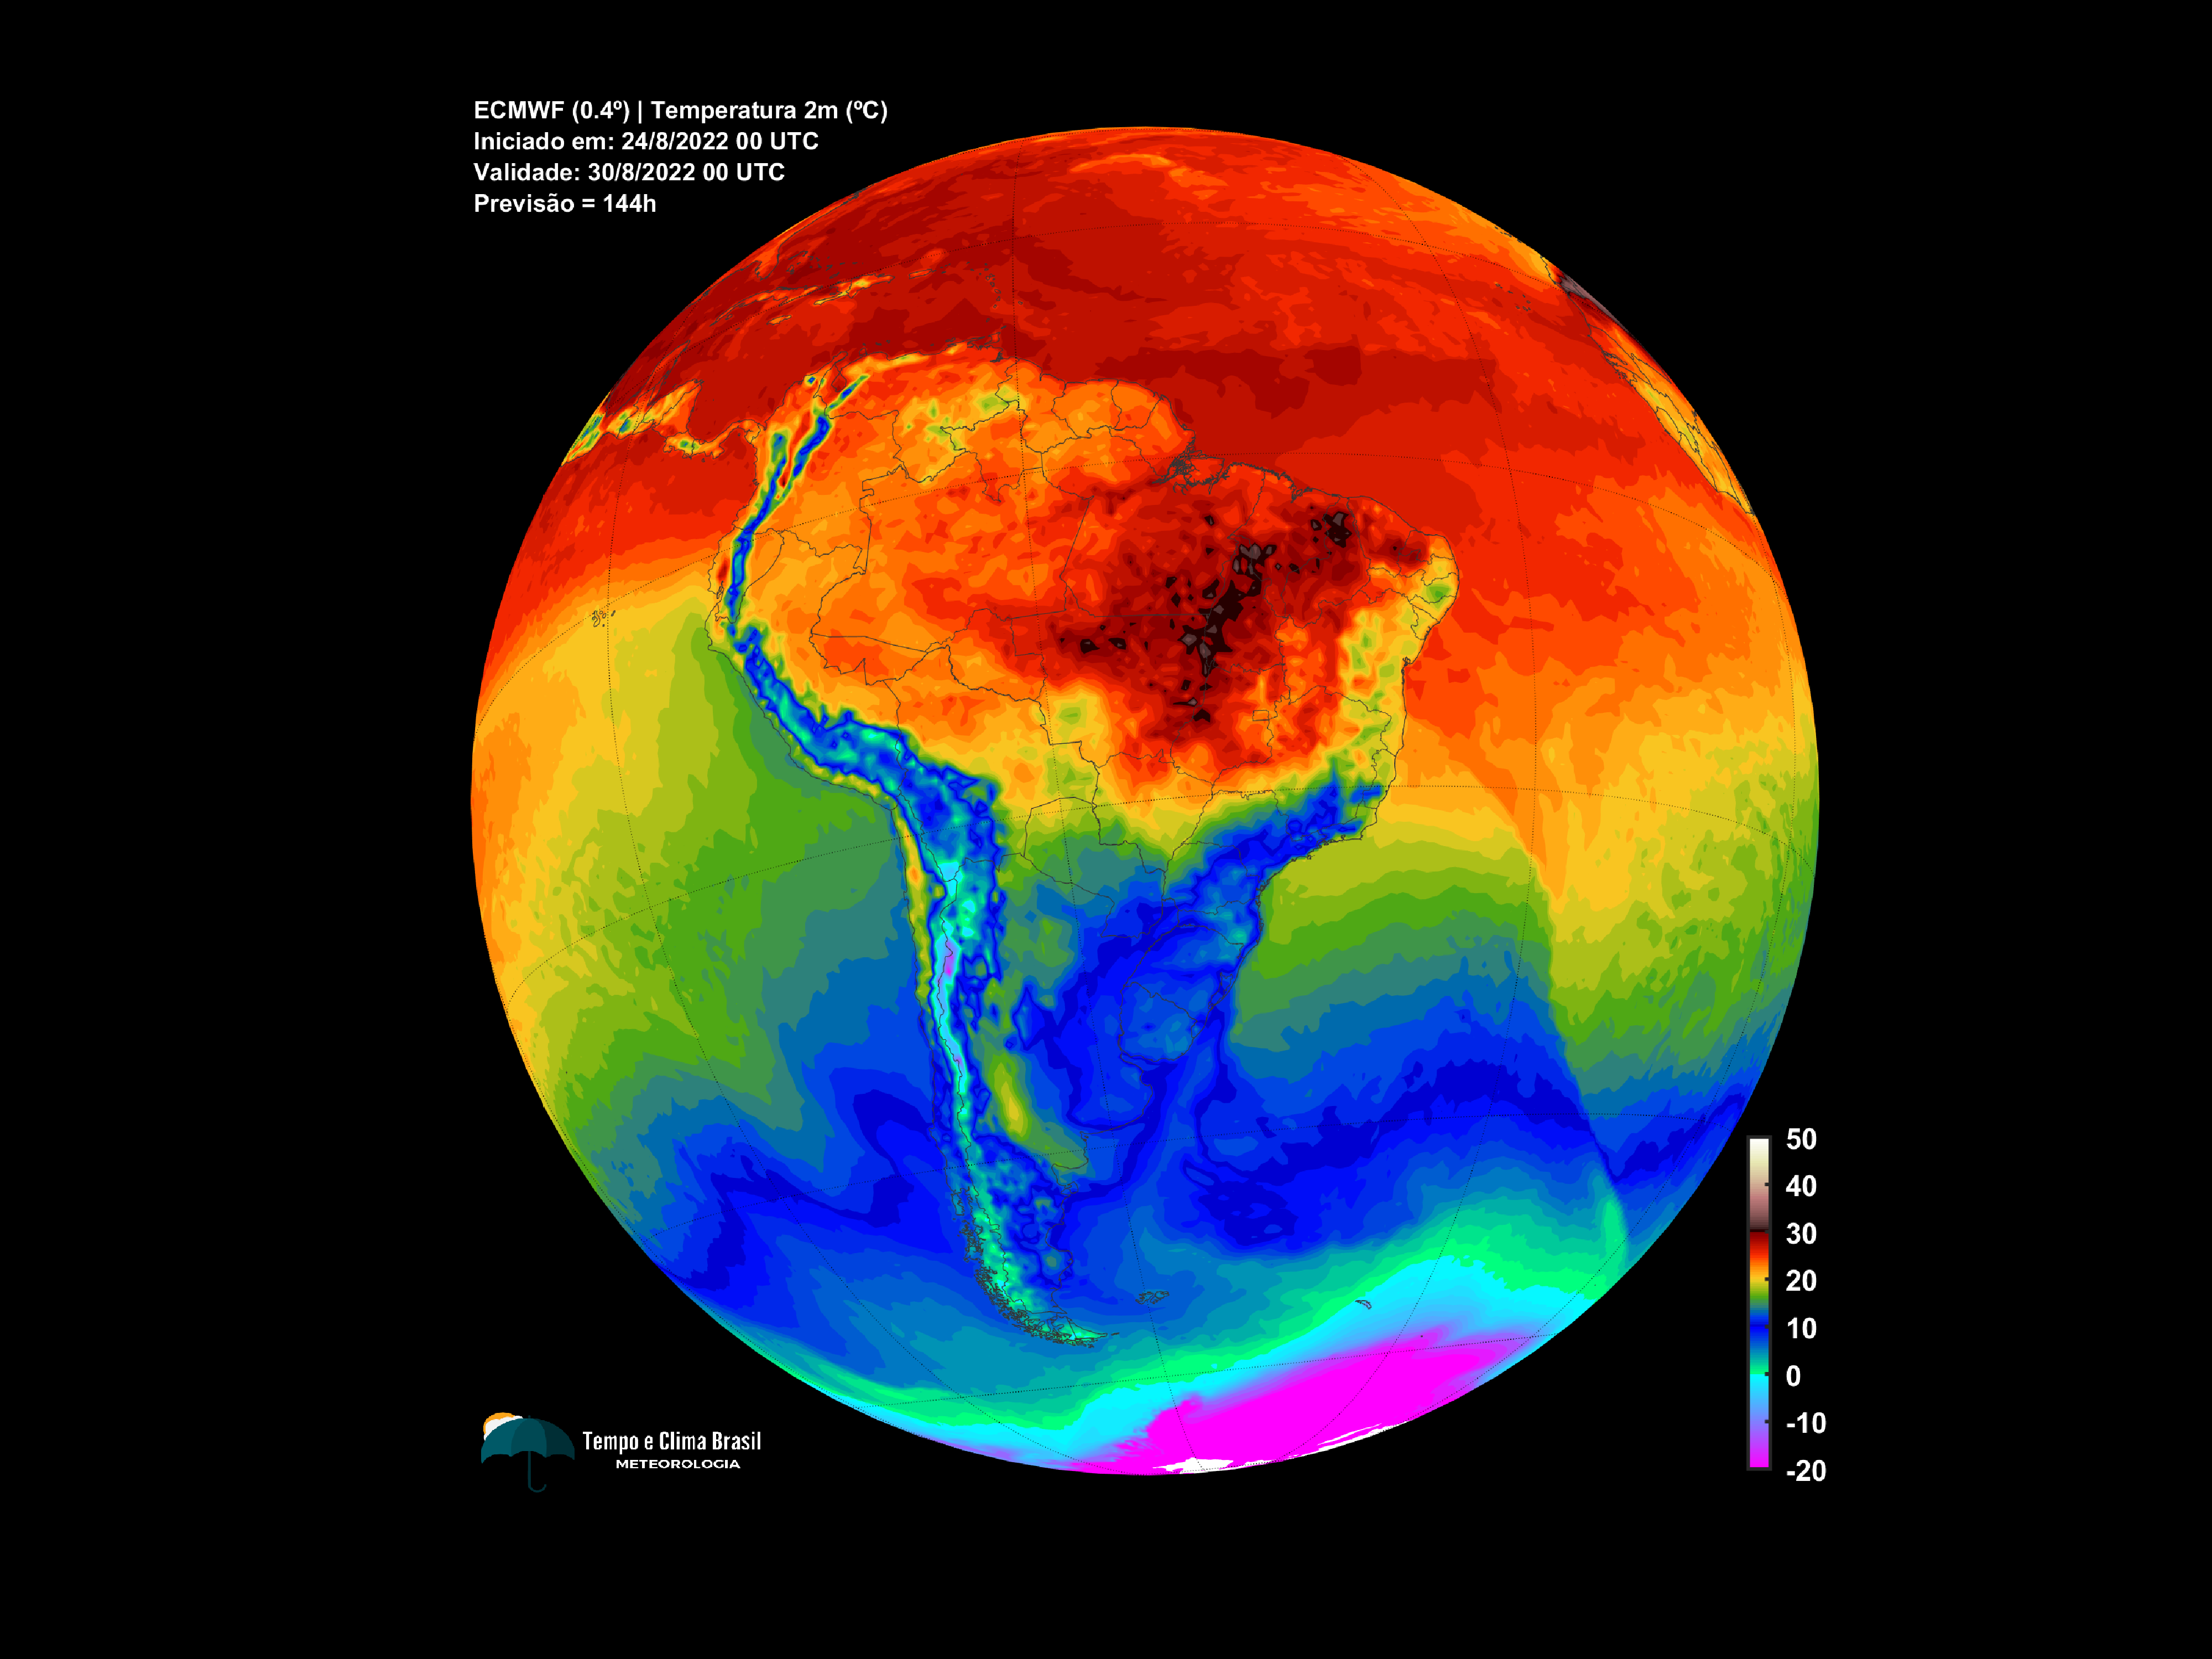 ECMWF (0.4º) | Temperatura 2m (ºC)
Iniciado em: 24/8/2022 00 UTC
Validade: 30/8/2022 00 UTC
Previsão = 144h
50
40
30
20
10
0
-10
-20
Tempo e Clima Brasil
METEOROLOGIA